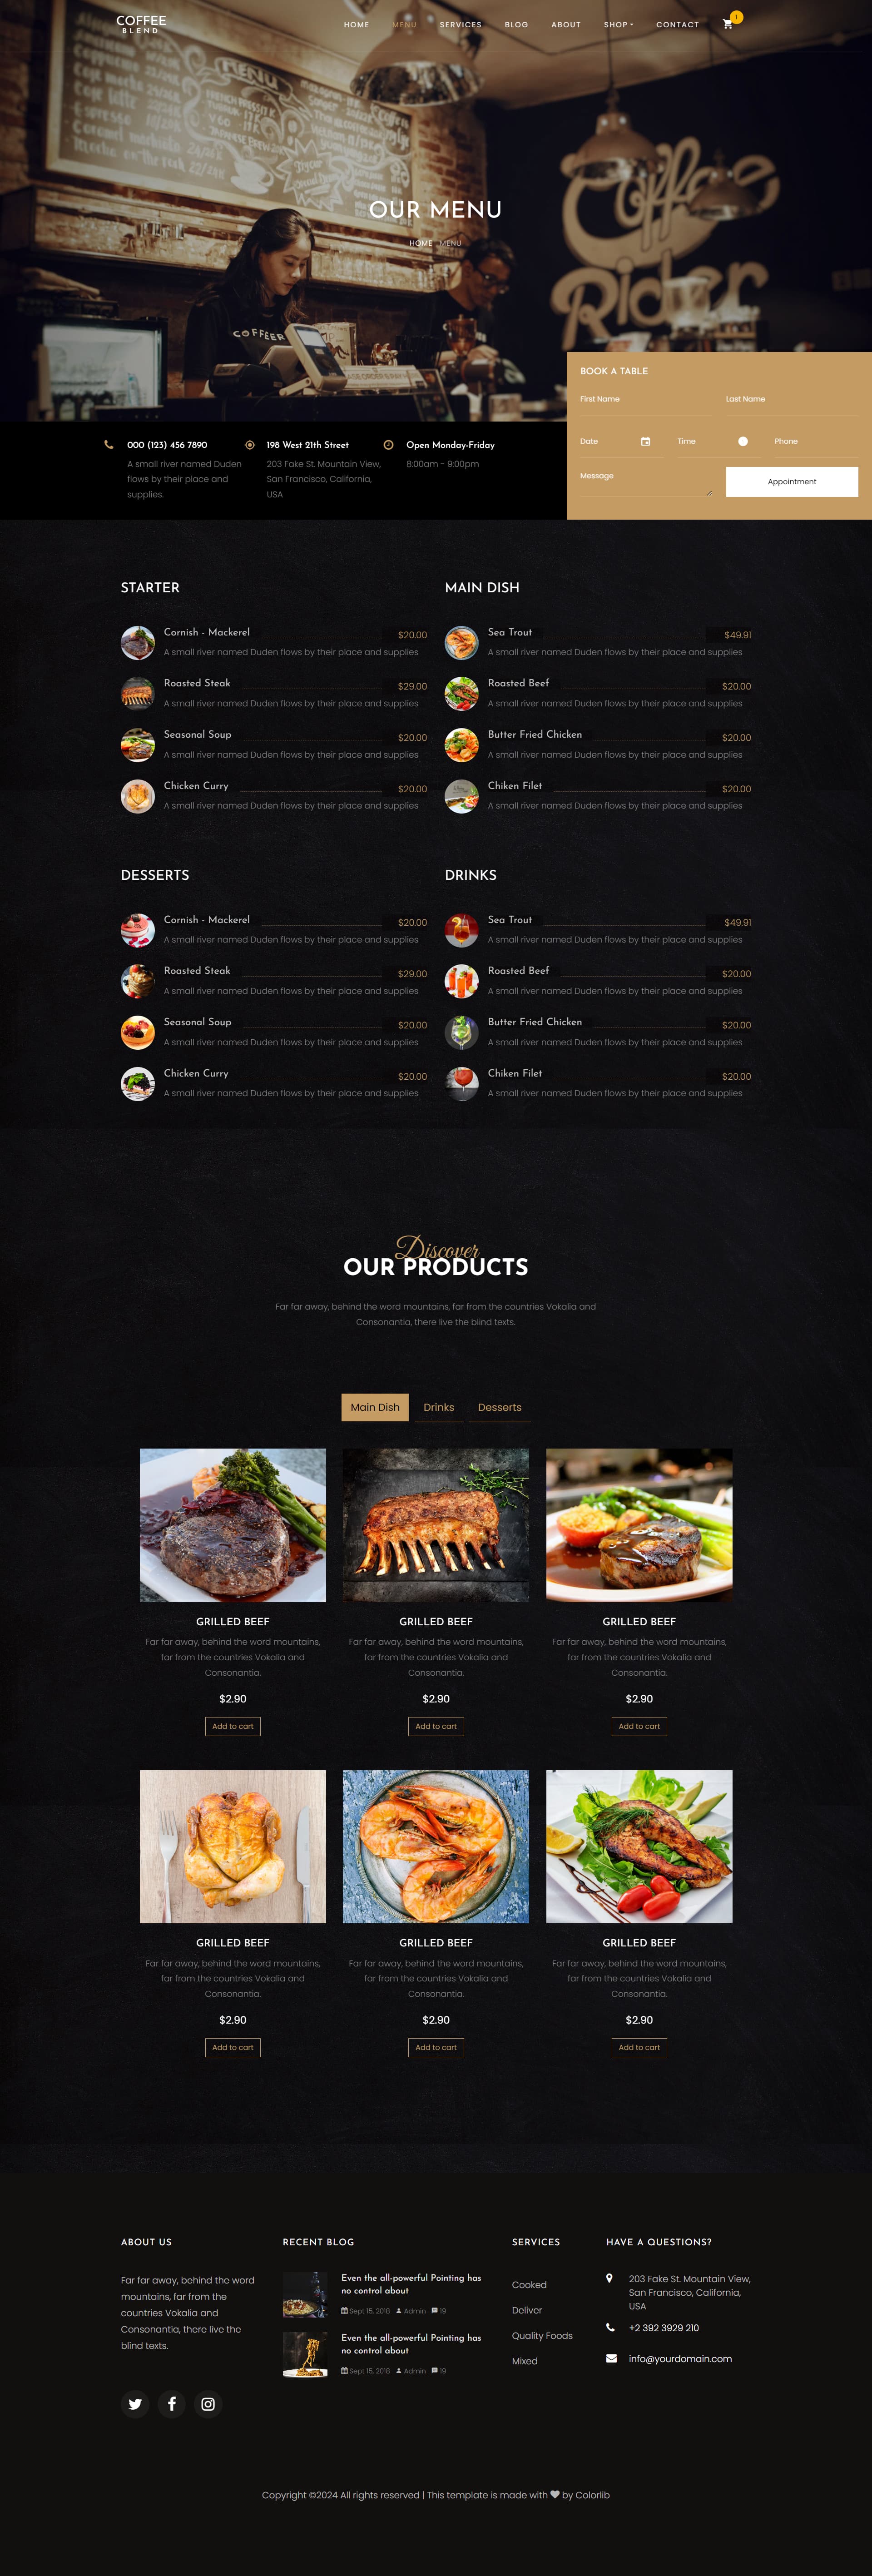 COFFEE
BLEND
HOME MENU SERVICES BLOG ABOUT SHOP CONTACT
1
OUR MENU
HOME MENU
Coffee
Rider
COFFEER
BOOK A TABLE
First Name Last Name
Date Time Phone
Message
Appointment
000 (123) 456 7890
A small river named Duden
flows by their place and
supplies.
198 West 21th Street
203 Fake St. Mountain View,
San Francisco, California,
USA
Open Monday-Friday
8:00am - 9:00pm
STARTER
Cornish - Mackerel $20.00
A small river named Duden flows by their place and supplies
Roasted Steak $29.00
A small river named Duden flows by their place and supplies
Seasonal Soup $20.00
A small river named Duden flows by their place and supplies
Chicken Curry $20.00
A small river named Duden flows by their place and supplies
MAIN DISH
Sea Trout $49.91
A small river named Duden flows by their place and supplies
Roasted Beef $20.00
A small river named Duden flows by their place and supplies
Butter Fried Chicken $20.00
A small river named Duden flows by their place and supplies
Chiken Filet $20.00
A small river named Duden flows by their place and supplies
DESSERTS
Cornish - Mackerel $20.00
A small river named Duden flows by their place and supplies
Roasted Steak $29.00
A small river named Duden flows by their place and supplies
Seasonal Soup $20.00
A small river named Duden flows by their place and supplies
Chicken Curry $20.00
A small river named Duden flows by their place and supplies
DRINKS
Sea Trout $49.91
A small river named Duden flows by their place and supplies
Roasted Beef $20.00
A small river named Duden flows by their place and supplies
Butter Fried Chicken $20.00
A small river named Duden flows by their place and supplies
Chiken Filet $20.00
A small river named Duden flows by their place and supplies
Discover
OUR PRODUCTS
Far far away, behind the word mountains, far from the countries Vokalia and
Consonantia, there live the blind texts.
Main Dish Drinks Desserts
GRILLED BEEF
Far far away, behind the word mountains,
far from the countries Vokalia and
Consonantia.
$2.90
Add to cart
GRILLED BEEF
Far far away, behind the word mountains,
far from the countries Vokalia and
Consonantia.
$2.90
Add to cart
GRILLED BEEF
Far far away, behind the word mountains,
far from the countries Vokalia and
Consonantia.
$2.90
Add to cart
GRILLED BEEF
Far far away, behind the word mountains,
far from the countries Vokalia and
Consonantia.
$2.90
Add to cart
GRILLED BEEF
Far far away, behind the word mountains,
far from the countries Vokalia and
Consonantia.
$2.90
Add to cart
GRILLED BEEF
Far far away, behind the word mountains,
far from the countries Vokalia and
Consonantia.
$2.90
Add to cart
ABOUT US
Far far away, behind the word
mountains, far from the
countries Vokalia and
Consonantia, there live the
blind texts.
RECENT BLOG
Even the all-powerful Pointing has
no control about
Sept 15, 2018 Admin 19
Even the all-powerful Pointing has
no control about
Sept 15, 2018 Admin 19
SERVICES
Cooked
Deliver
Quality Foods
Mixed
HAVE A QUESTIONS?
203 Fake St. Mountain View,
San Francisco, California,
USA
+2 392 3929 210
info@yourdomain.com
Copyright ©2024 All rights reserved | This template is made with ♥ by Colorlib